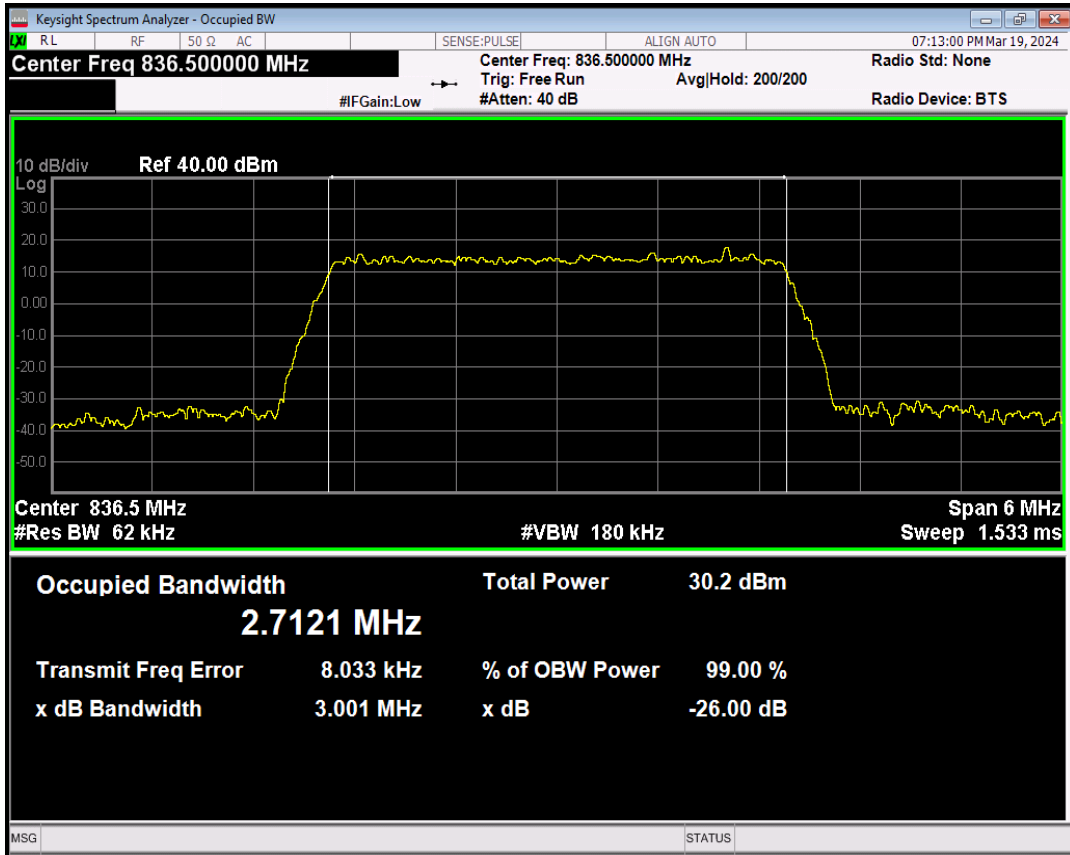 Keysight Spectrum Analyzer - Occupied BW
LXI RL RF 50 Ω AC SENSE:PULSE ALIGN AUTO 07:13:00 PM Mar 19, 2024
Center Freq 836.500000 MHz Center Freq: 836.500000 MHz Radio Std: None
Trig: Free Run Avg|Hold: 200/200
#IFGain:Low #Atten: 40 dB Radio Device: BTS
10 dB/div Ref 40.00 dBm
Log
30.0
20.0
10.0
0.00
-10.0
-20.0
-30.0
-40.0
-50.0
Center 836.5 MHz Span 6 MHz
#Res BW 62 kHz #VBW 180 kHz Sweep 1.533 ms
Occupied Bandwidth Total Power 30.2 dBm
2.7121 MHz
Transmit Freq Error 8.033 kHz % of OBW Power 99.00 %
x dB Bandwidth 3.001 MHz x dB -26.00 dB
MSG STATUS